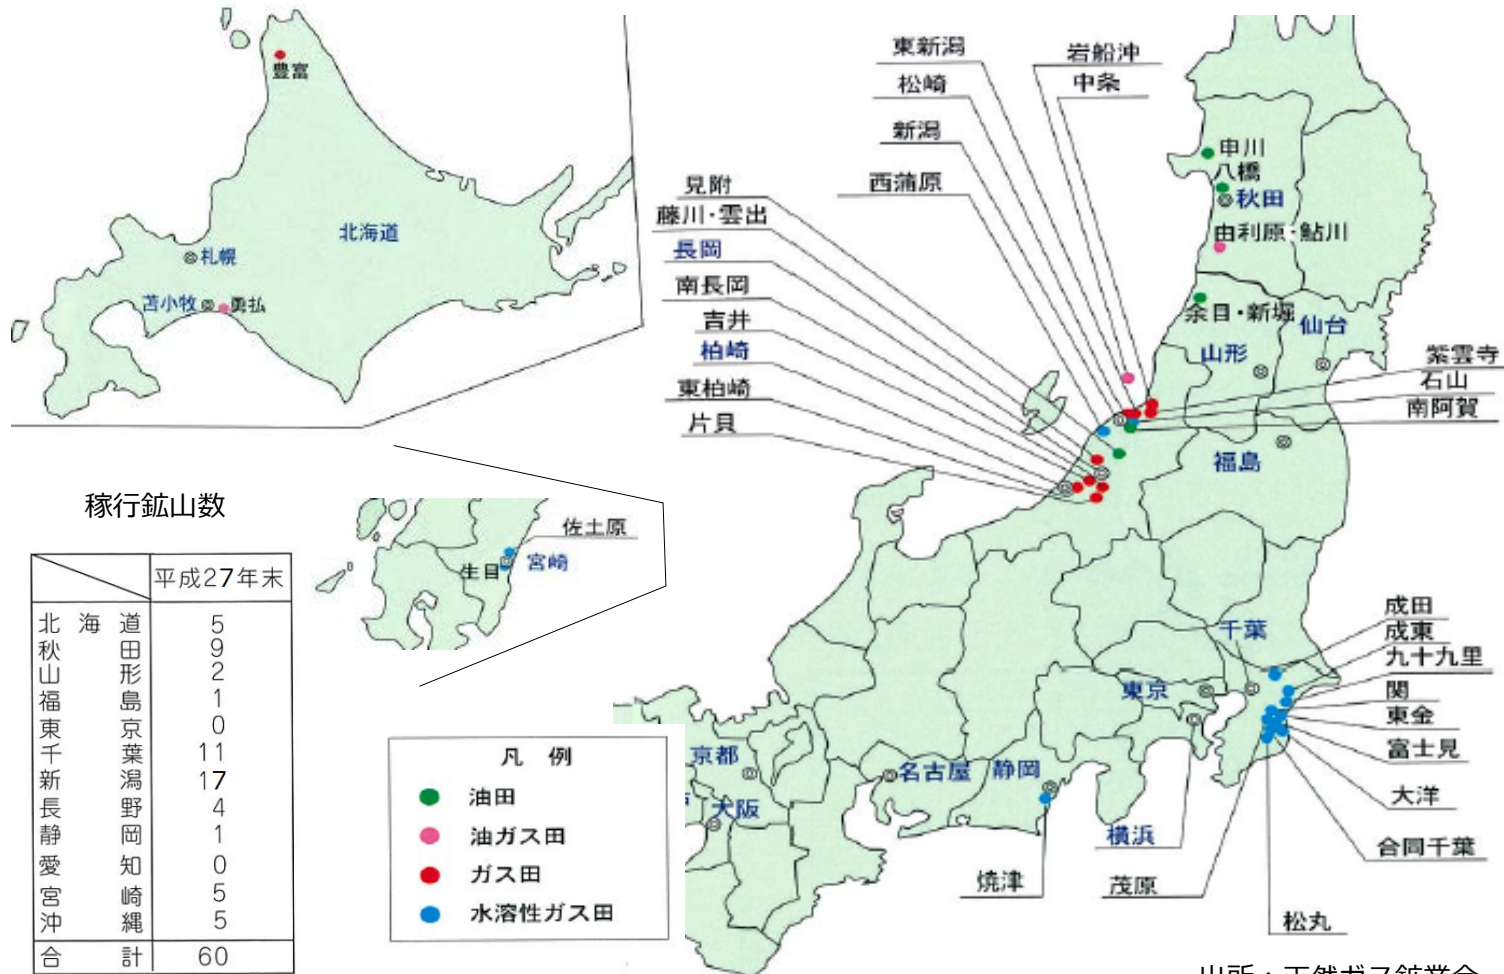 豊富
北海道
札幌
苫小牧
勇払
東新潟
松崎
新潟
西蒲原
岩船沖
中条
見附
藤川・雲出
長岡
南長岡
吉井
柏崎
東柏崎
片貝
申川
八橋
秋田
由利原・鮎川
余目・新堀
仙台
山形
紫雲寺
石山
南阿賀
福島
佐土原
生目
宮崎
稼行鉱山数
平成27年末
北海道 5
秋田 9
山形 2
福島 1
東京 0
千葉 11
新潟 17
長野 4
静岡 1
愛知 0
宮崎 5
沖縄 5
合計 60
凡例
油田
油ガス田
ガス田
水溶性ガス田
京都
大阪
名古屋
静岡
焼津
東京
横浜
千葉
成田
成東
九十九里
関
東金
富士見
大洋
合同千葉
茂原
松丸
出所：天然ガス鉱業会